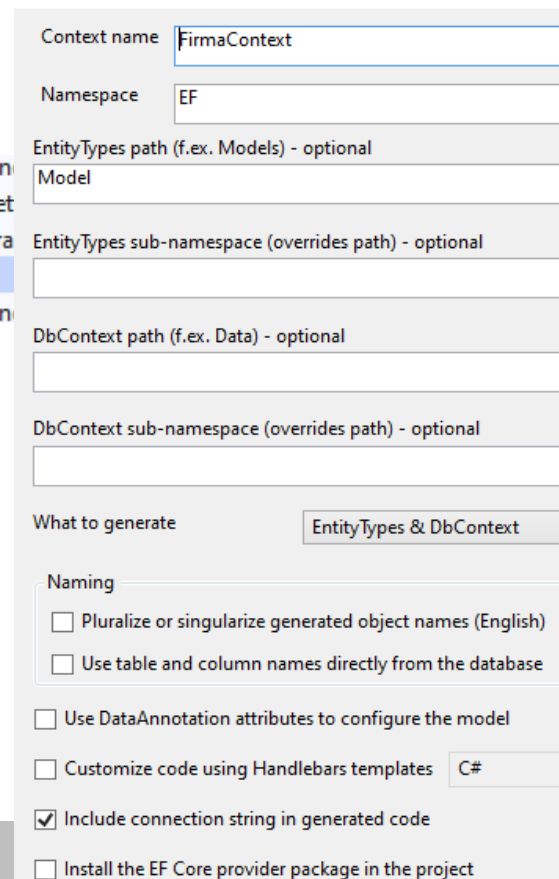 Context name FirmaContext
Namespace EF
EntityTypes path (f.ex. Models) - optional
Model
EntityTypes sub-namespace (overrides path) - optional
DbContext path (f.ex. Data) - optional
DbContext sub-namespace (overrides path) - optional
What to generate EntityTypes & DbContext
Naming
Pluralize or singularize generated object names (English)
Use table and column names directly from the database
Use DataAnnotation attributes to configure the model
Customize code using Handlebars templates C#
Include connection string in generated code
Install the EF Core provider package in the project